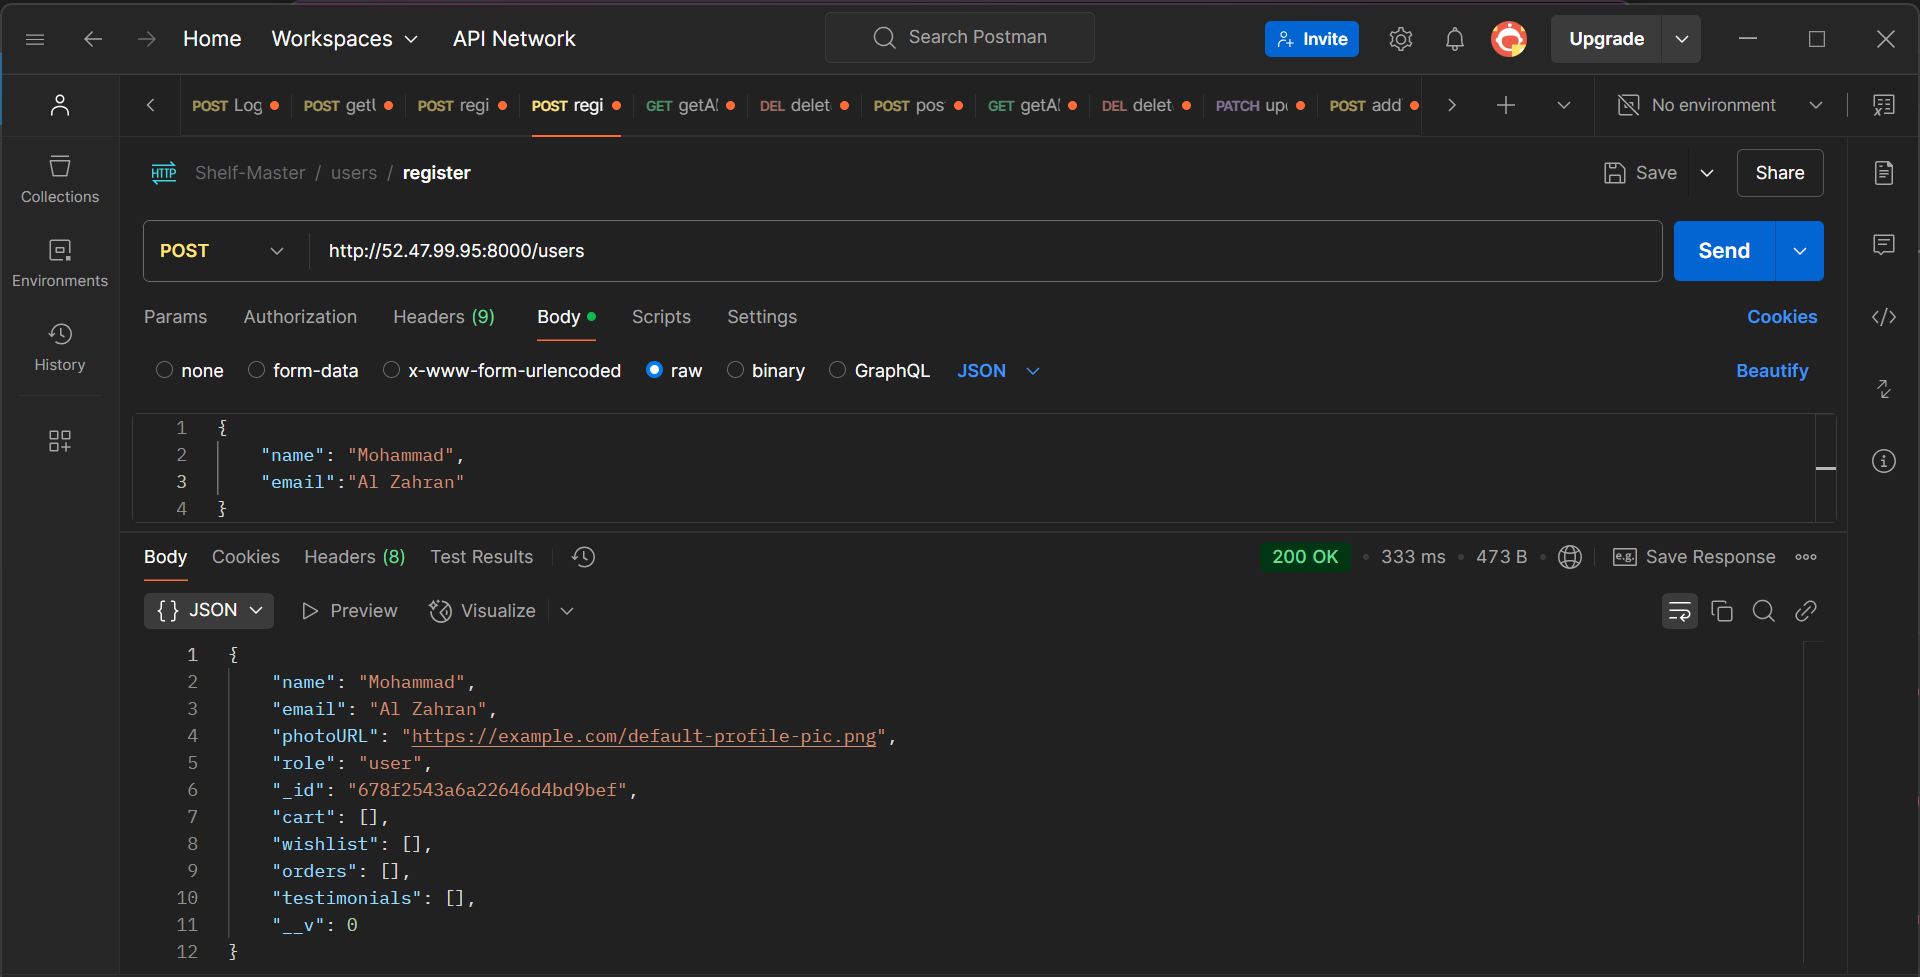 Home Workspaces API Network Search Postman Invite Upgrade
POST Log POST getU POST regi POST regi GET getAl DEL delet POST pos GET getAl DEL delet PATCH upd POST add No environment
Collections
Environments
History
HTTP Shelf-Master / users / register Save Share
POST http://52.47.99.95:8000/users Send
Params Authorization Headers (9) Body Scripts Settings Cookies
none form-data x-www-form-urlencoded raw binary GraphQL JSON Beautify
1 {
2 "name": "Mohammad",
3 "email":"Al Zahran"
4 }
Body Cookies Headers (8) Test Results 200 OK • 333 ms • 473 B • e.g. Save Response
{} JSON Preview Visualize
1 {
2 "name": "Mohammad",
3 "email": "Al Zahran",
4 "photoURL": "https://example.com/default-profile-pic.png",
5 "role": "user",
6 "_id": "678f2543a6a22646d4bd9bef",
7 "cart": [],
8 "wishlist": [],
9 "orders": [],
10 "testimonials": [],
11 "__v": 0
12 }